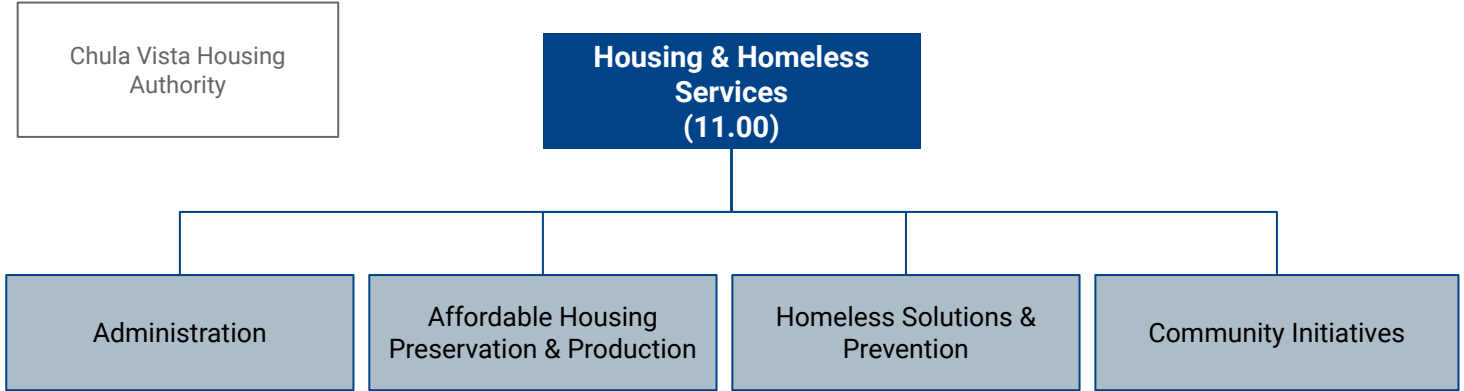 Chula Vista Housing
Authority
Housing & Homeless
Services
(11.00)
Administration
Affordable Housing
Preservation & Production
Homeless Solutions &
Prevention
Community Initiatives